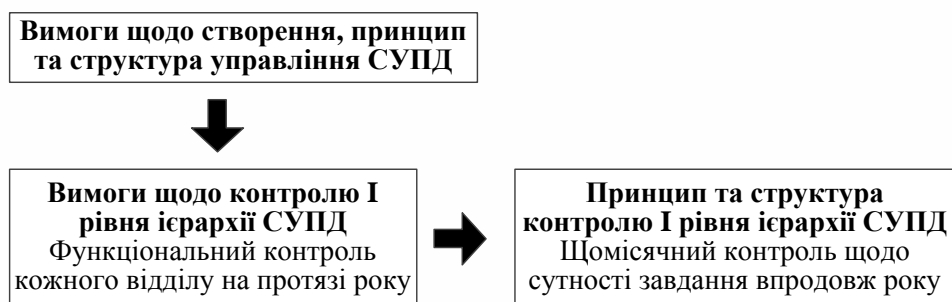 Вимоги щодо створення, принцип
та структура управління СУПД
Вимоги щодо контролю І
рівня ієрархії СУПД
Функціональний контроль
кожного відділу на протязі року
Принцип та структура
контролю І рівня ієрархії СУПД
Щомісячний контроль щодо
сутності завдання впродовж року